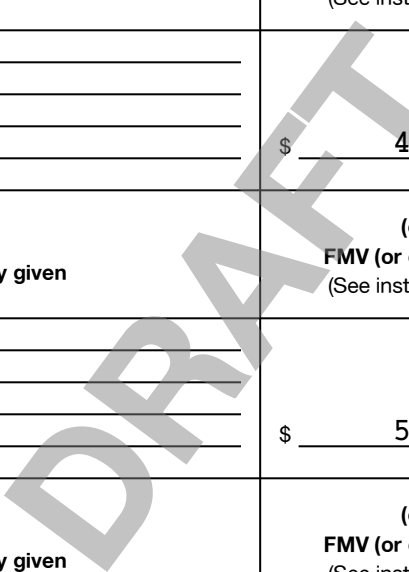 (See inst
$ 4
(
FMV (or
y given
(See inst
$ 5
(
FMV (or
y given
(See inst
DRAFT